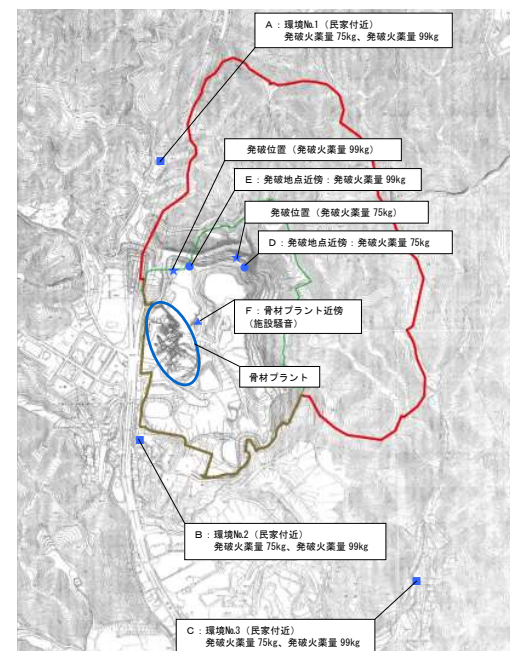 A：環境№1（民家付近）
発破火薬量 75kg、発破火薬量 99kg
発破位置（発破火薬量 99kg）
E：発破地点近傍：発破火薬量 99kg
発破位置（発破火薬量 75kg）
D：発破地点近傍：発破火薬量 75kg
F：骨材プラント近傍
（施設騒音）
骨材プラント
B：環境№2（民家付近）
発破火薬量 75kg、発破火薬量 99kg
C：環境№3（民家付近）
発破火薬量 75kg、発破火薬量 99kg